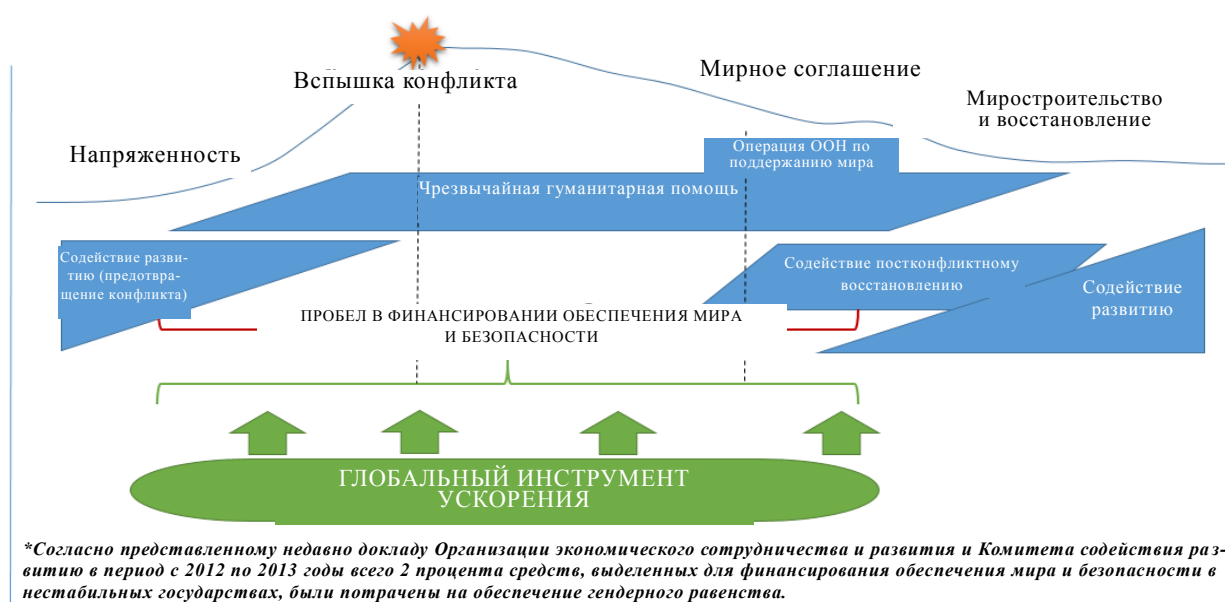 Вспышка конфликта
Мирное соглашение
Миростроительство
и восстановление
Напряженность
Операция ООН по
поддержанию мира
Чрезвычайная гуманитарная помощь
Содействие разви-
тию (предотвра-
щение конфликта)
Содействие постконфликтному
восстановлению
Содействие
развитию
ПРОБЕЛ В ФИНАНСИРОВАНИИ ОБЕСПЕЧЕНИЯ МИРА
И БЕЗОПАСНОСТИ
ГЛОБАЛЬНЫЙ ИНСТРУМЕНТ
УСКОРЕНИЯ
*Согласно представленному недавно докладу Организации экономического сотрудничества и развития и Комитета содействия раз-
витию в период с 2012 по 2013 годы всего 2 процента средств, выделенных для финансирования обеспечения мира и безопасности в
нестабильных государствах, были потрачены на обеспечение гендерного равенства.